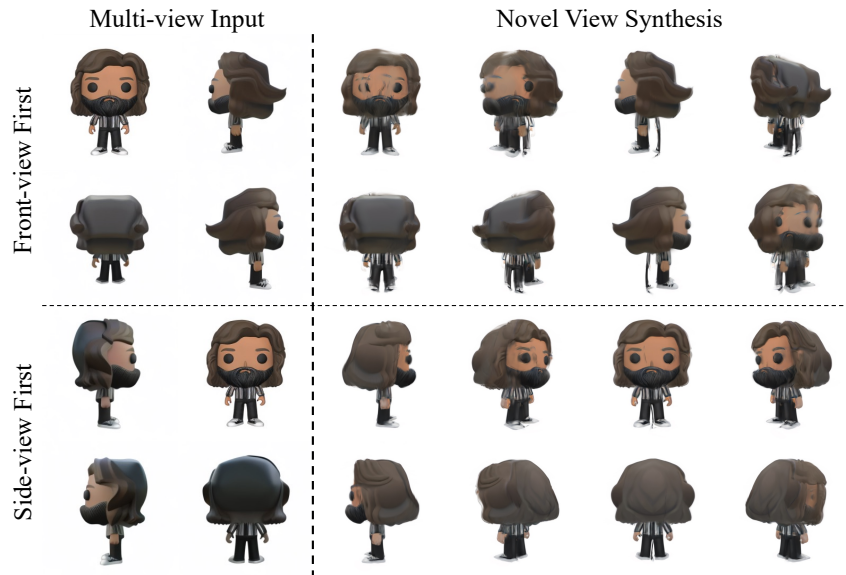 Multi-view Input
Novel View Synthesis
Front-view First
Side-view First